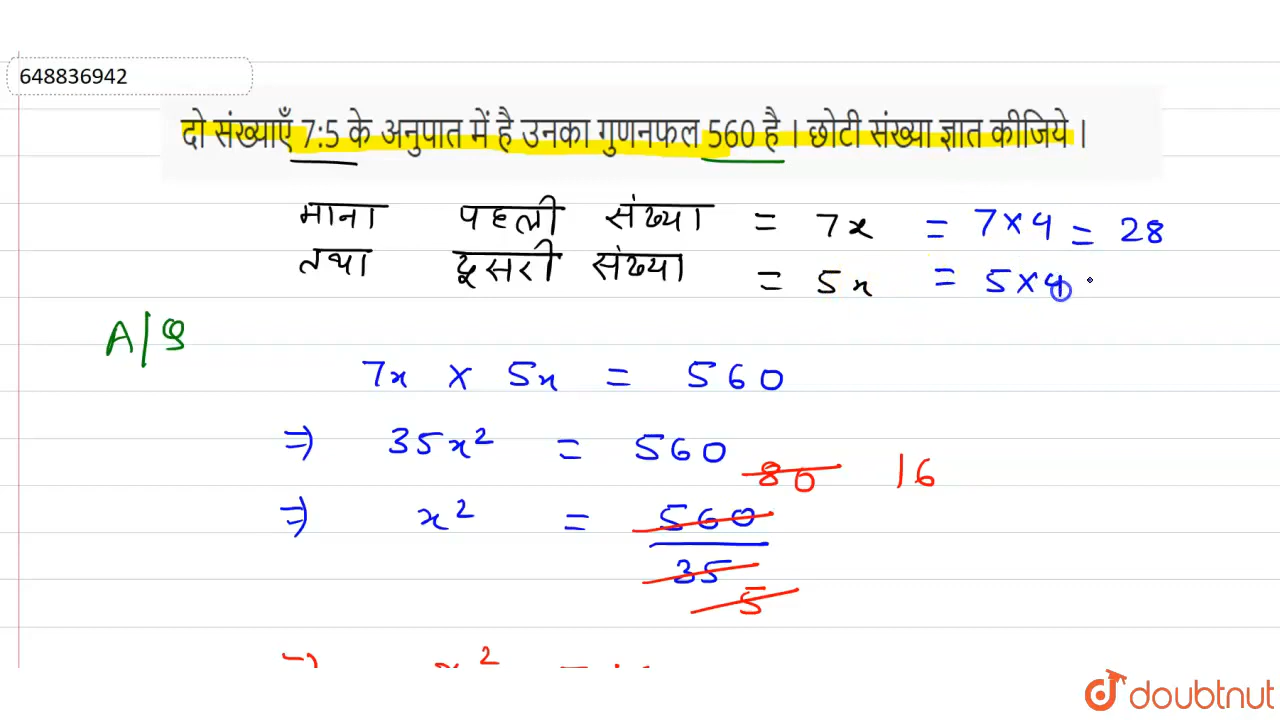 648836942
दो संख्याएँ 7:5 के अनुपात में है उनका गुणनफल 560 है । छोटी संख्या ज्ञात कीजिये ।
माना पहली संख्या = 7x = 7×4 = 28
तथा दूसरी संख्या = 5x = 5×4
A/Q
7x × 5x = 560
⇒ 35x² = 560
80 16
⇒ x² = 560
35
5
doubtnut